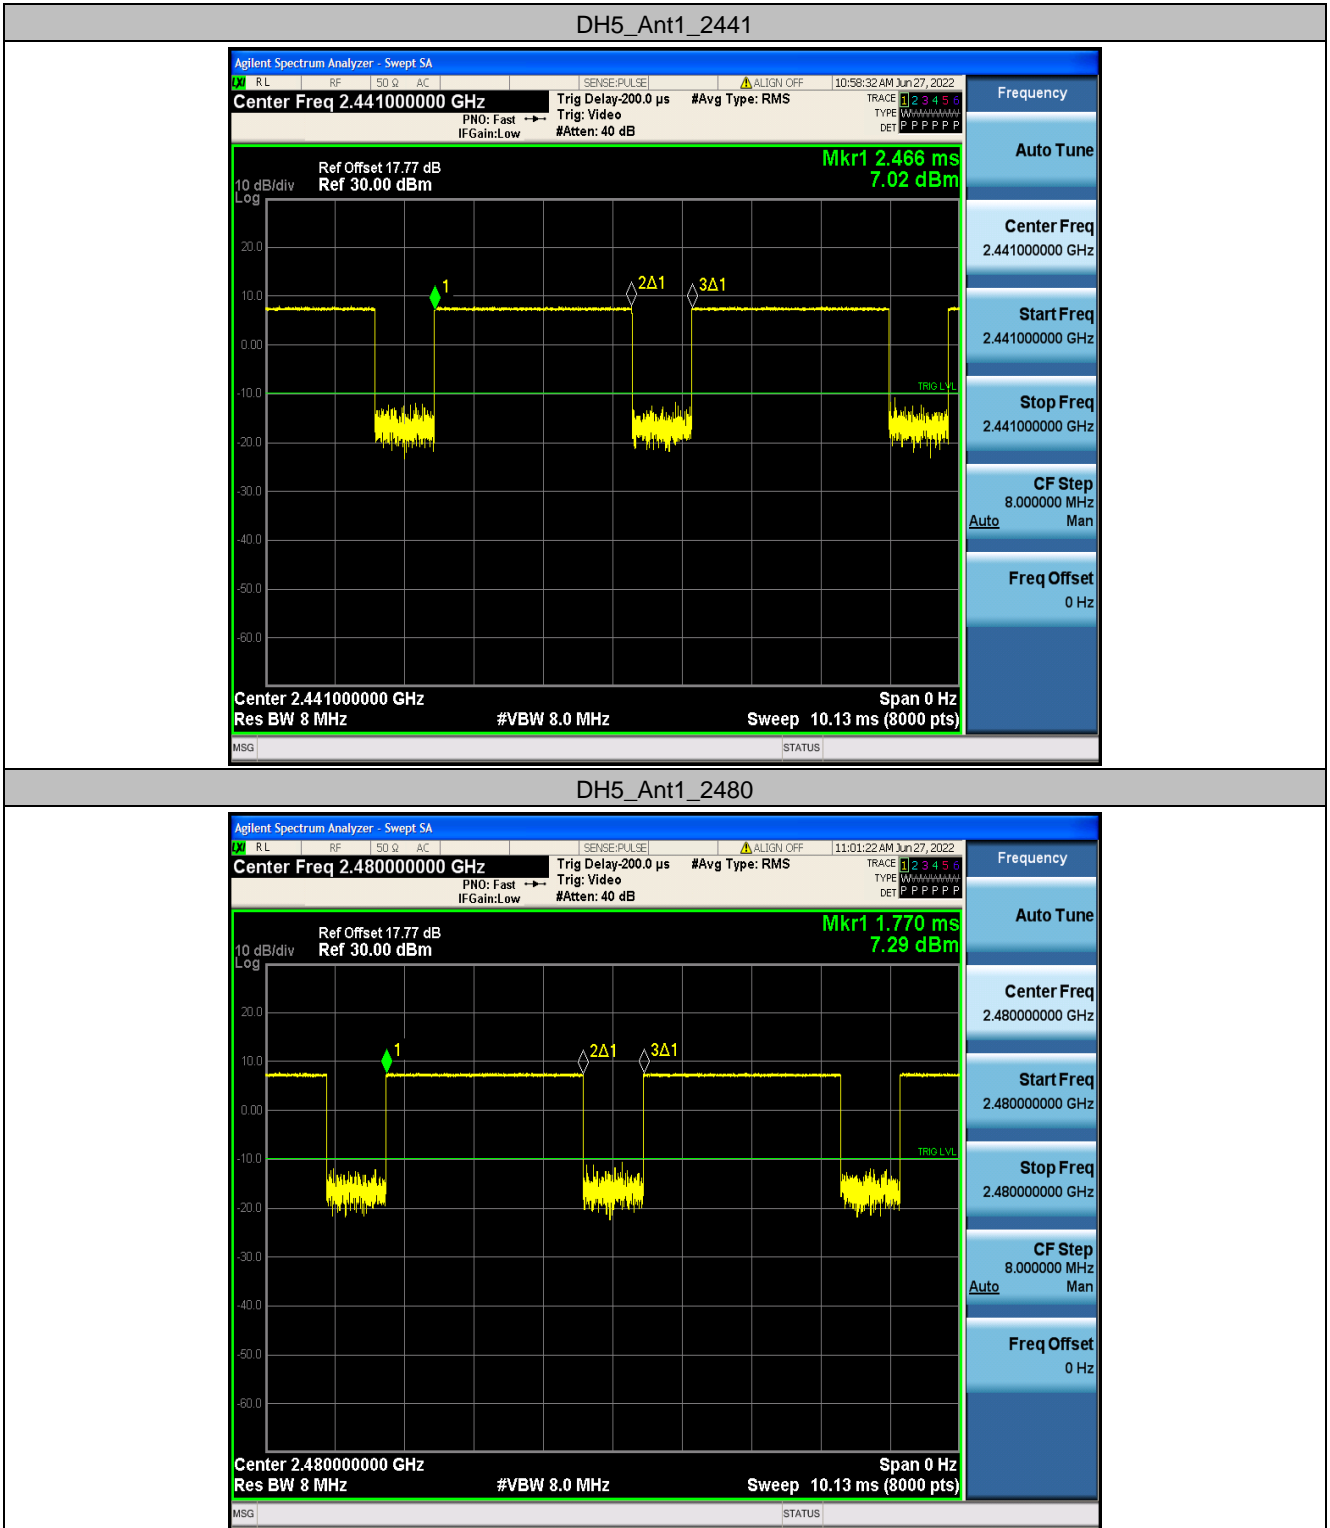 DH5_Ant1_2441
Agilent Spectrum Analyzer - Swept SA
LXI RL RF 50 Ω AC SENSE:PULSE ALIGN OFF 10:58:32 AM Jun 27, 2022
Center Freq 2.441000000 GHz
Trig Delay-200.0 µs #Avg Type: RMS
TRACE 1 2 3 4 5 6
PNO: Fast
Trig: Video
TYPE WWWWWW
IFGain:Low
#Atten: 40 dB
DET P P P P P P
Frequency
Auto Tune
Center Freq
2.441000000 GHz
Start Freq
2.441000000 GHz
Stop Freq
2.441000000 GHz
CF Step
8.000000 MHz
Auto Man
Freq Offset
0 Hz
Mkr1 2.466 ms
7.02 dBm
Ref Offset 17.77 dB
10 dB/div Ref 30.00 dBm
Log
20.0
10.0
0.00
-10.0
-20.0
-30.0
-40.0
-50.0
-60.0
1
2Δ1
3Δ1
TRIG LVL
Center 2.441000000 GHz Span 0 Hz
Res BW 8 MHz #VBW 8.0 MHz Sweep 10.13 ms (8000 pts)
MSG STATUS
DH5_Ant1_2480
Agilent Spectrum Analyzer - Swept SA
LXI RL RF 50 Ω AC SENSE:PULSE ALIGN OFF 11:01:22 AM Jun 27, 2022
Center Freq 2.480000000 GHz
Trig Delay-200.0 µs #Avg Type: RMS
TRACE 1 2 3 4 5 6
PNO: Fast
Trig: Video
TYPE WWWWWW
IFGain:Low
#Atten: 40 dB
DET P P P P P P
Frequency
Auto Tune
Center Freq
2.480000000 GHz
Start Freq
2.480000000 GHz
Stop Freq
2.480000000 GHz
CF Step
8.000000 MHz
Auto Man
Freq Offset
0 Hz
Mkr1 1.770 ms
7.29 dBm
Ref Offset 17.77 dB
10 dB/div Ref 30.00 dBm
Log
20.0
10.0
0.00
-10.0
-20.0
-30.0
-40.0
-50.0
-60.0
1
2Δ1
3Δ1
TRIG LVL
Center 2.480000000 GHz Span 0 Hz
Res BW 8 MHz #VBW 8.0 MHz Sweep 10.13 ms (8000 pts)
MSG STATUS